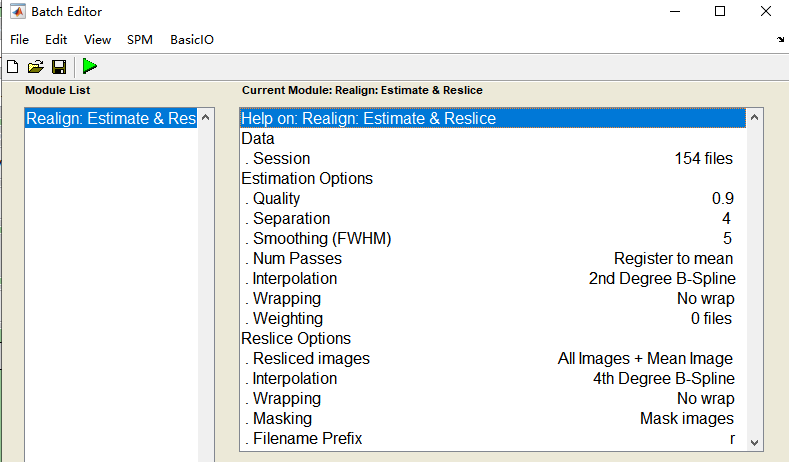 Batch Editor
File Edit View SPM BasicIO
Module List
Current Module: Realign: Estimate & Reslice
Realign: Estimate & Res
Help on: Realign: Estimate & Reslice
Data
. Session 154 files
Estimation Options
. Quality 0.9
. Separation 4
. Smoothing (FWHM) 5
. Num Passes Register to mean
. Interpolation 2nd Degree B-Spline
. Wrapping No wrap
. Weighting 0 files
Reslice Options
. Resliced images All Images + Mean Image
. Interpolation 4th Degree B-Spline
. Wrapping No wrap
. Masking Mask images
. Filename Prefix r